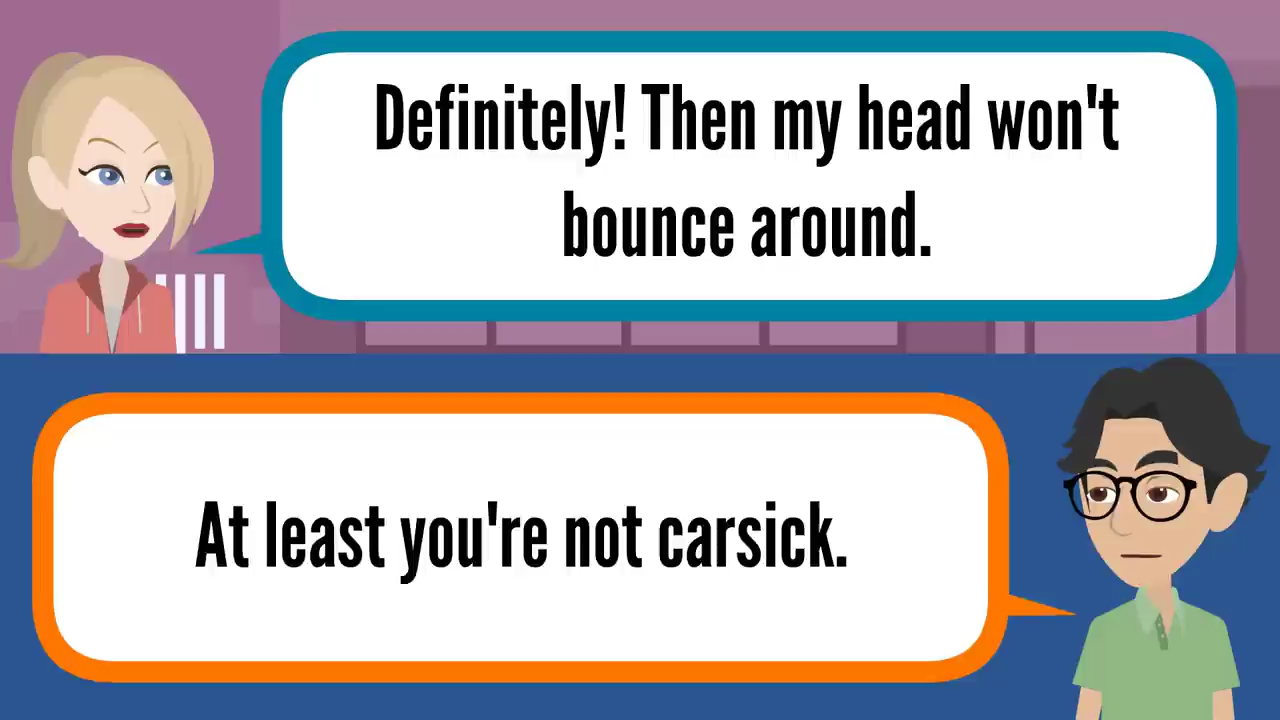 Definitely! Then my head won't
bounce around.
At least you're not carsick.